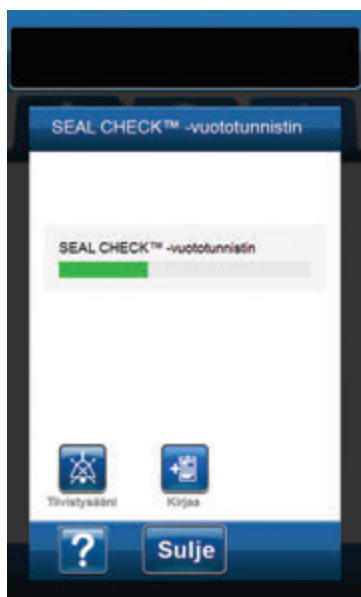 SEAL CHECK™ -vuototunnistin
SEAL CHECK™ -vuototunnistin
Tiivistysääni
Kirjaa
?
Sulje